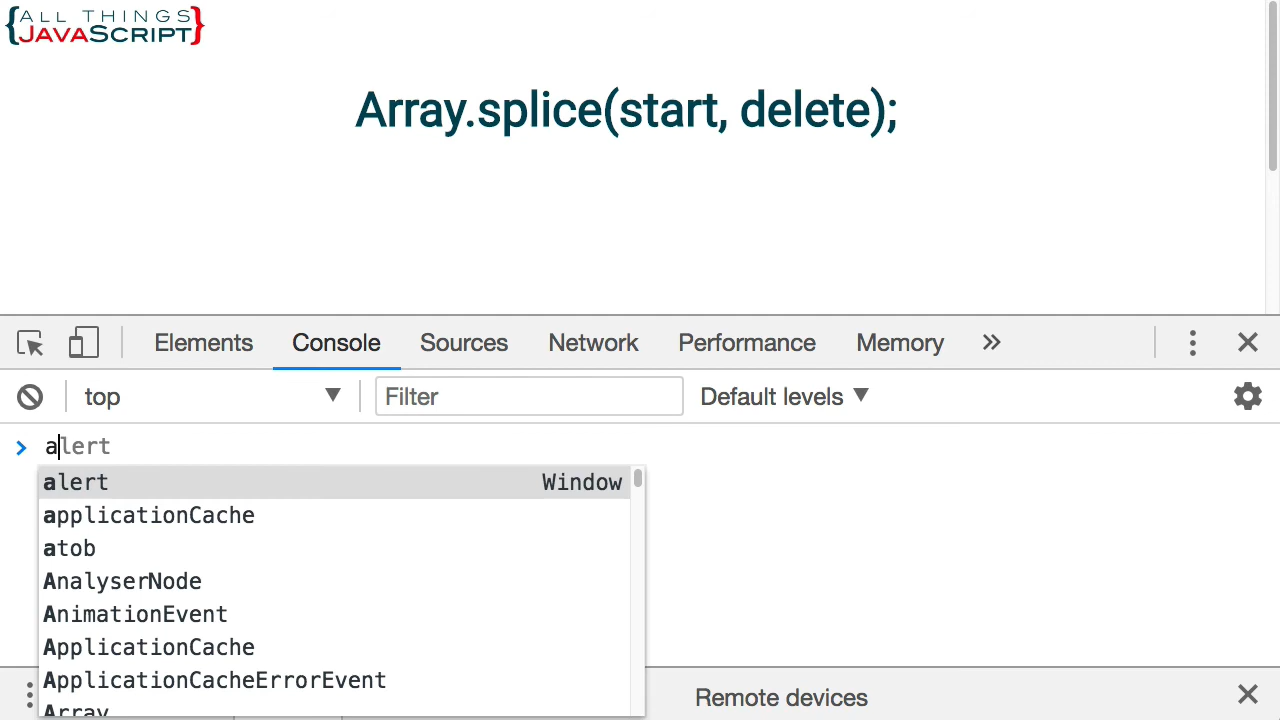 {ALL THINGS
JAVASCRIPT}
Array.splice(start, delete);
Elements Console Sources Network Performance Memory »
top ▼ Filter Default levels ▼
> alert
alert Window
applicationCache
atob
AnalyserNode
AnimationEvent
ApplicationCache
ApplicationCacheErrorEvent
Array
Remote devices